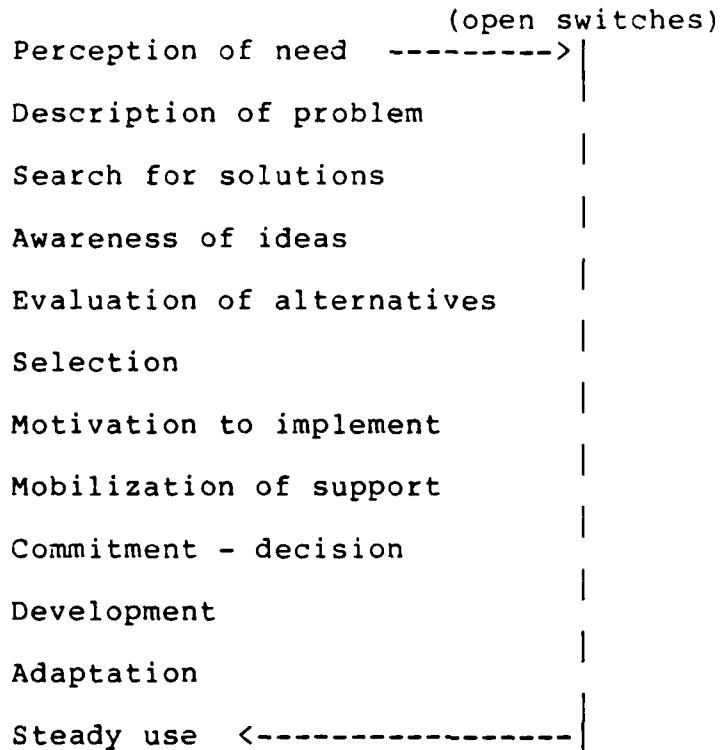 (open switches)
Perception of need --------->|
Description of problem
Search for solutions
Awareness of ideas
Evaluation of alternatives
Selection
Motivation to implement
Mobilization of support
Commitment - decision
Development
Adaptation
Steady use <-----------------|